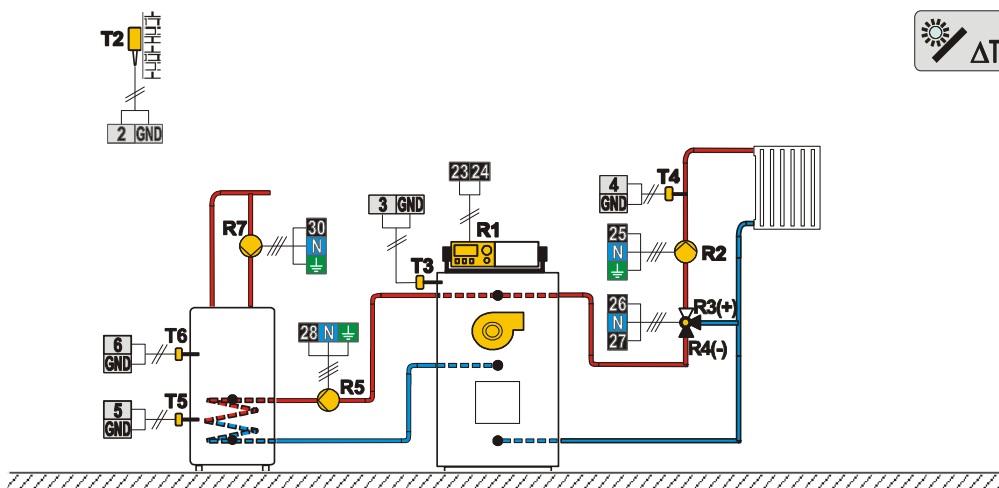 T2
ΔT
2 GND
23 24
4
GND
T4
3 GND
R7
30
N
R1
25
N
R2
T3
26
N
27
R3(+)
R4(-)
6
GND
T6
28 N
R5
5
GND
T5